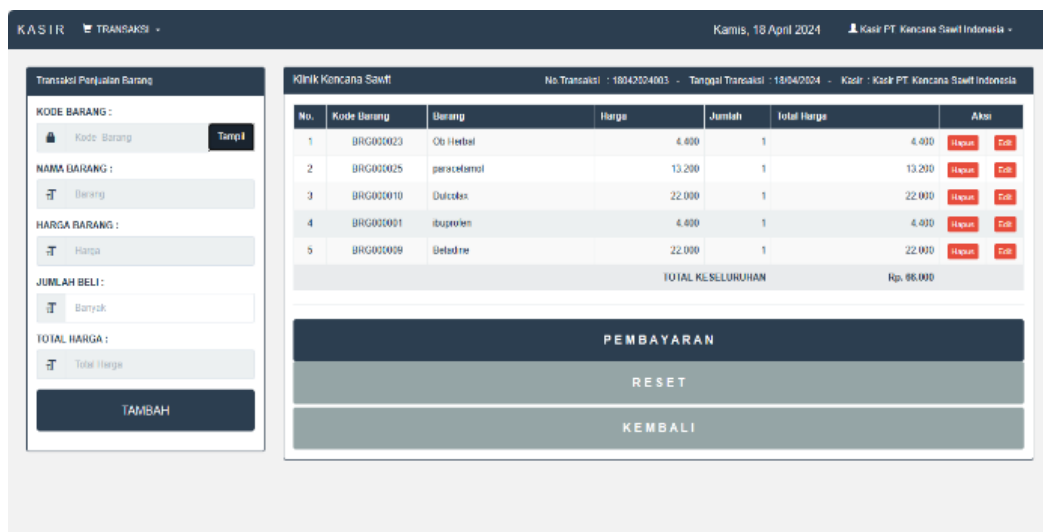 KASIR TRANSAKSI
Kamis, 18 April 2024 Kasir PT. Kencana Sawit Indonesia
Transaksi Penjualan Barang
KODE BARANG :
Kode Barang Tampil
NAMA BARANG :
Barang
HARGA BARANG :
Harga
JUMLAH BELI :
Banyak
TOTAL HARGA :
Total Harga
TAMBAH
Klinik Kencana Sawit No.Transaksi : 18042024003 - Tanggal Transaksi : 18/04/2024 - Kasir : Kasir PT. Kencana Sawit Indonesia
No. Kode Barang Barang Harga Jumlah Total Harga Aksi
1 BRG000023 Ob Herbal 4.400 1 4.400 Hapus Edit
2 BRG000025 paracetamol 13.200 1 13.200 Hapus Edit
3 BRG000010 Dulcolax 22.000 1 22.000 Hapus Edit
4 BRG000001 ibuprofen 4.400 1 4.400 Hapus Edit
5 BRG000009 Betadine 22.000 1 22.000 Hapus Edit
TOTAL KESELURUHAN Rp. 66.000
PEMBAYARAN
RESET
KEMBALI